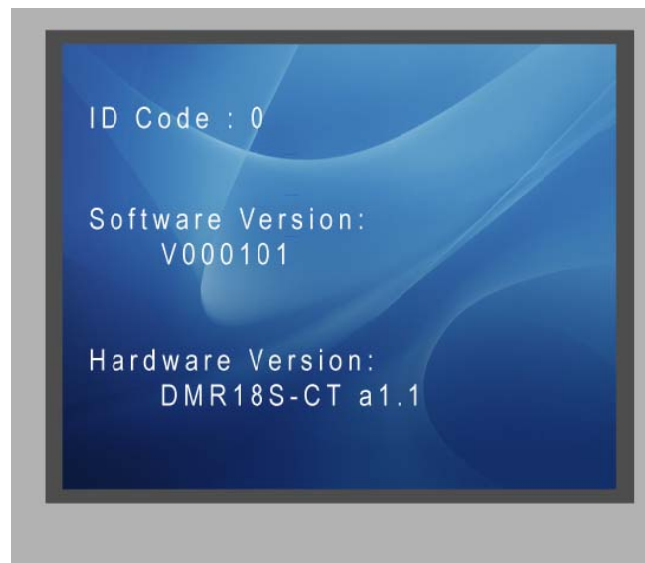 ID Code : 0
Software Version:
V000101
Hardware Version:
DMR18S-CT a1.1